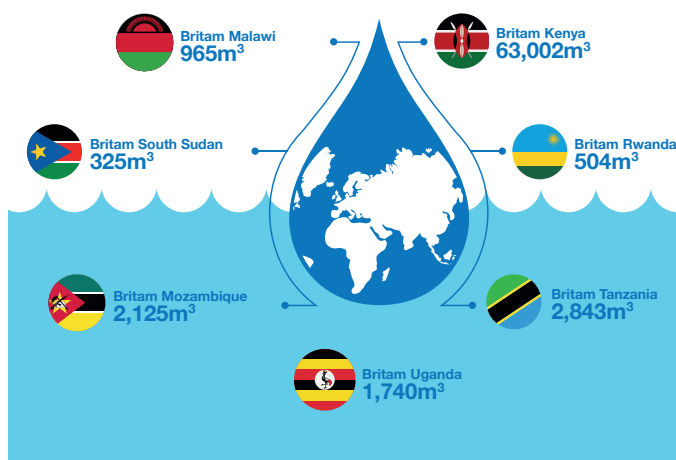 Britam Malawi
965m³
Britam Kenya
63,002m³
Britam South Sudan
325m³
Britam Rwanda
504m³
Britam Mozambique
2,125m³
Britam Tanzania
2,843m³
Britam Uganda
1,740m³